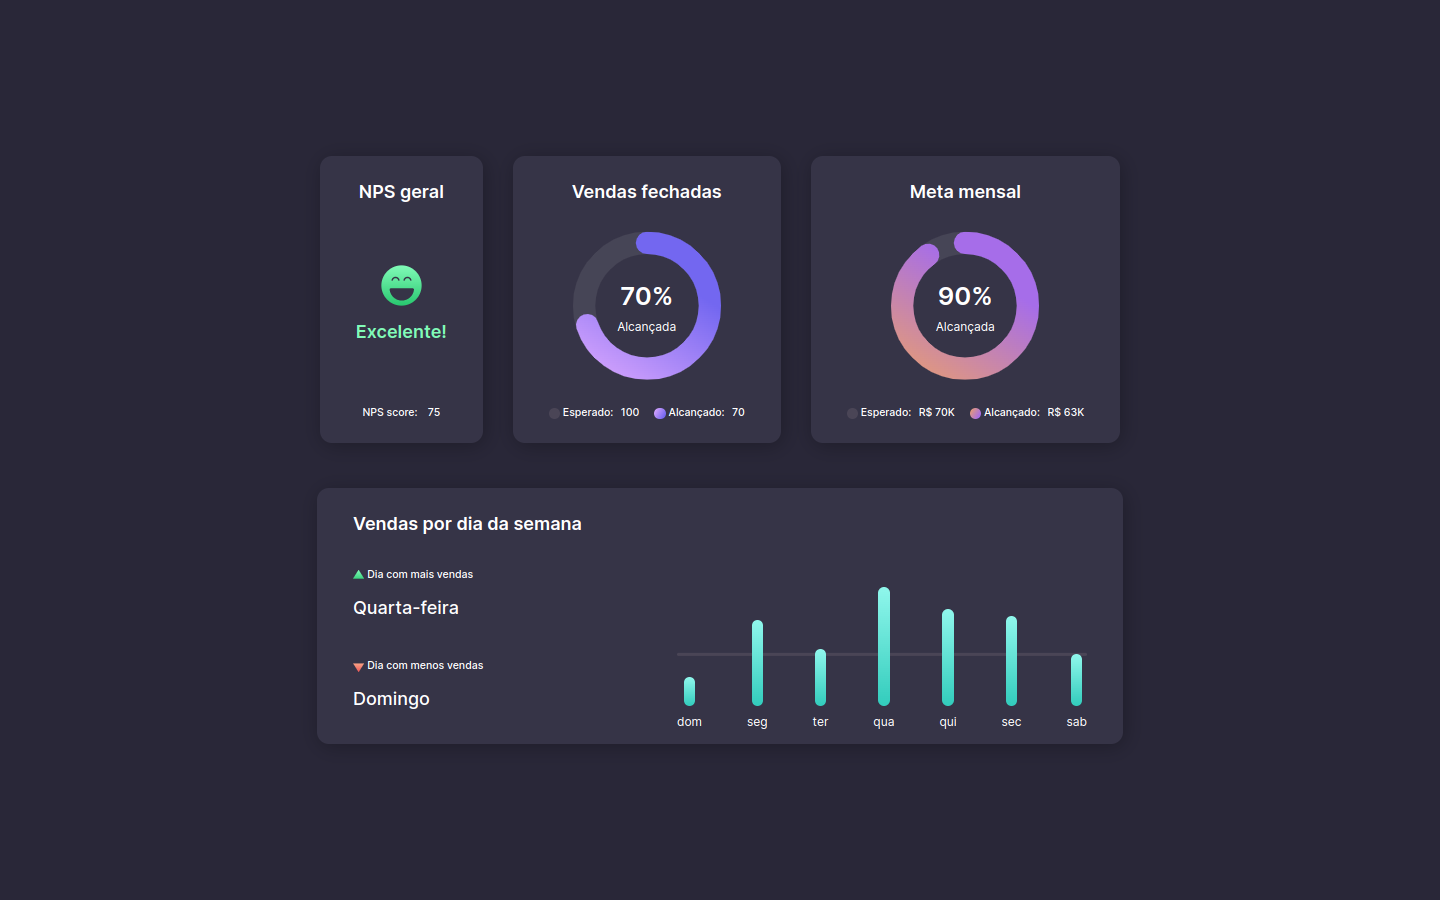 NPS geral
Excelente!
NPS score: 75
Vendas fechadas
70%
Alcançada
Esperado: 100 Alcançado: 70
Meta mensal
90%
Alcançada
Esperado: R$ 70K Alcançado: R$ 63K
Vendas por dia da semana
Dia com mais vendas
Quarta-feira
Dia com menos vendas
Domingo
dom seg ter qua qui sec sab